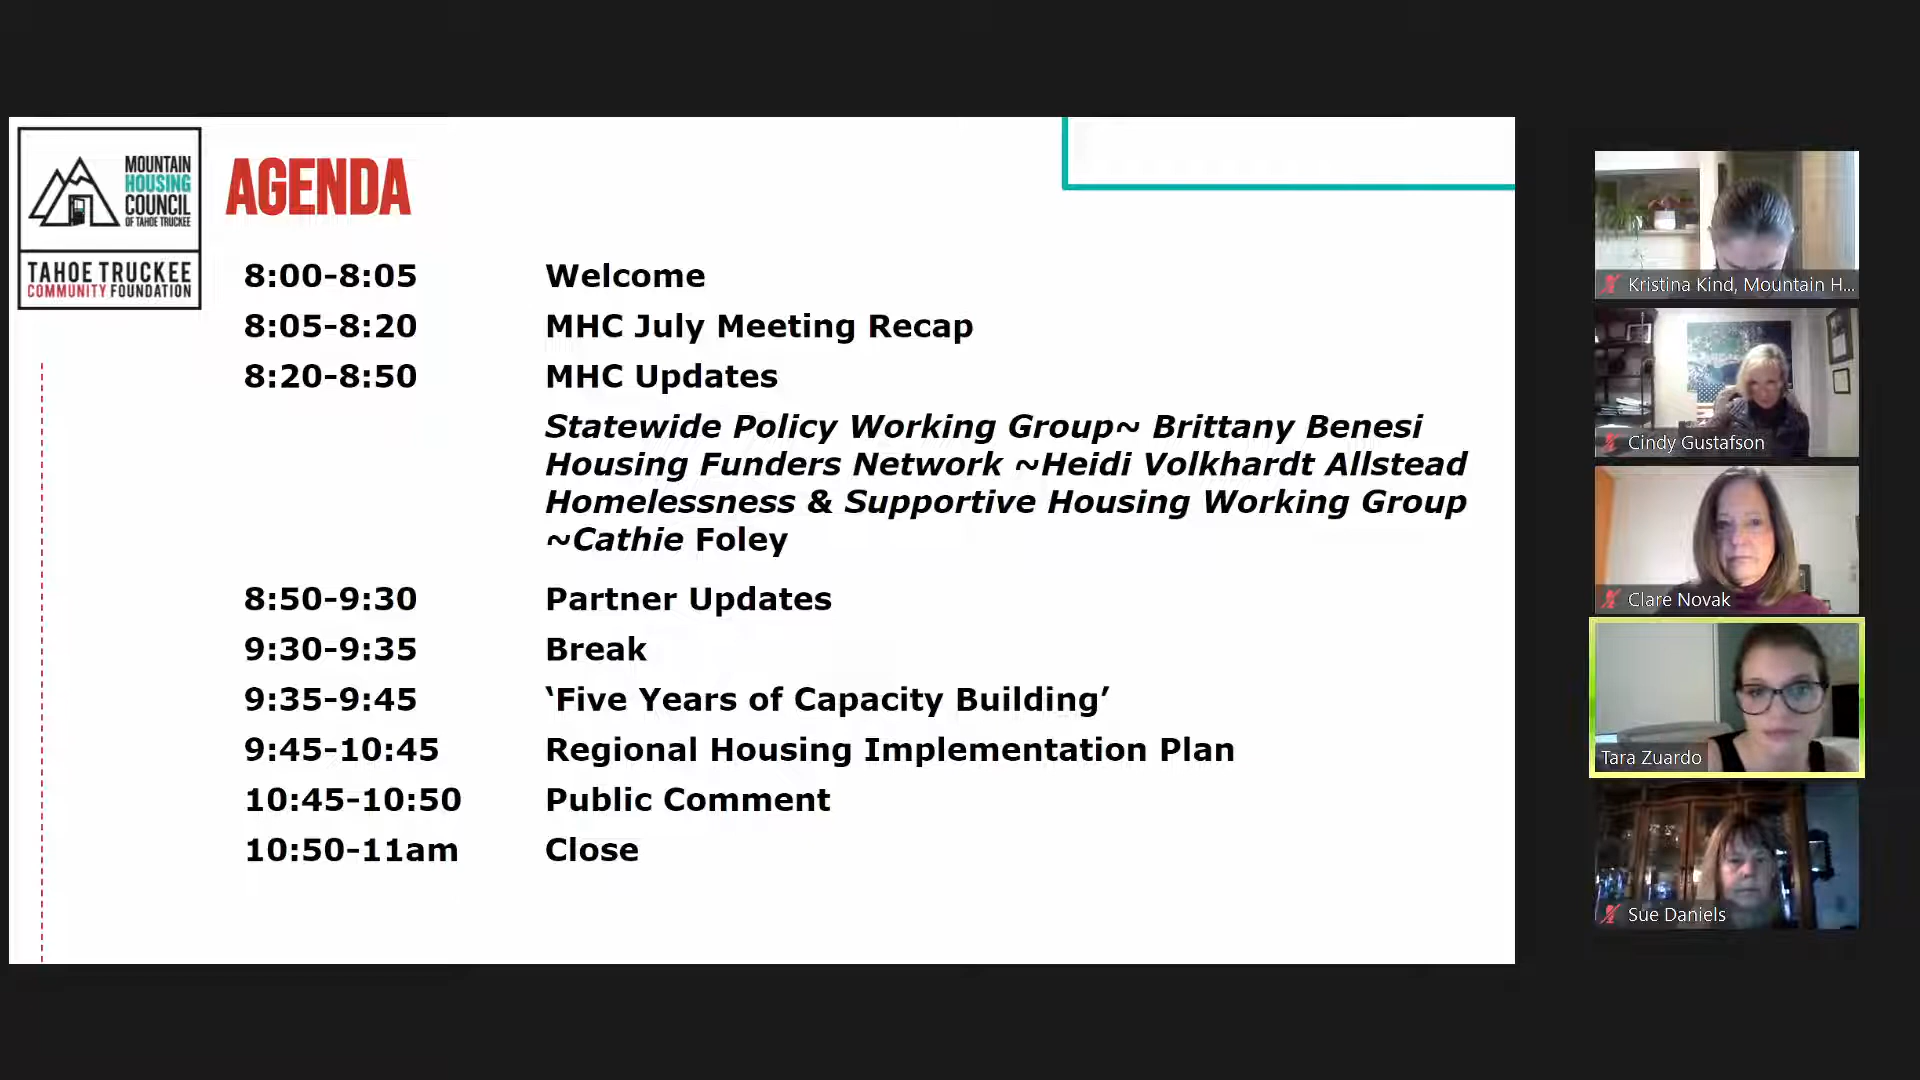 MOUNTAIN
HOUSING
COUNCIL
OF TAHOE TRUCKEE
TAHOE TRUCKEE
COMMUNITY FOUNDATION
AGENDA
8:00-8:05 Welcome
8:05-8:20 MHC July Meeting Recap
8:20-8:50 MHC Updates
Statewide Policy Working Group~ Brittany Benesi
Housing Funders Network ~Heidi Volkhardt Allstead
Homelessness & Supportive Housing Working Group
~Cathie Foley
8:50-9:30 Partner Updates
9:30-9:35 Break
9:35-9:45 ‘Five Years of Capacity Building’
9:45-10:45 Regional Housing Implementation Plan
10:45-10:50 Public Comment
10:50-11am Close
Kristina Kind, Mountain H...
Cindy Gustafson
Clare Novak
Tara Zuardo
Sue Daniels